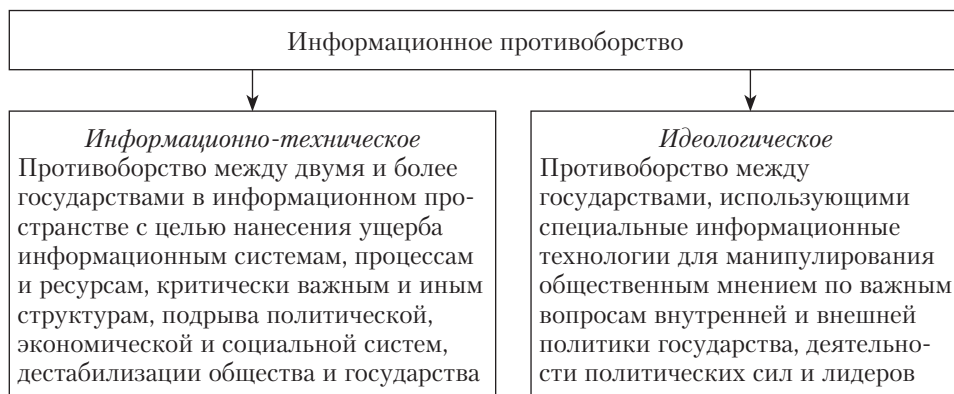 Информационное противоборство
Информационно-техническое
Противоборство между двумя и более
государствами в информационном про-
странстве с целью нанесения ущерба
информационным системам, процессам
и ресурсам, критически важным и иным
структурам, подрыва политической,
экономической и социальной систем,
дестабилизации общества и государства
Идеологическое
Противоборство между
государствами, использующими
специальные информационные
технологии для манипулирования
общественным мнением по важным
вопросам внутренней и внешней
политики государства, деятельно-
сти политических сил и лидеров